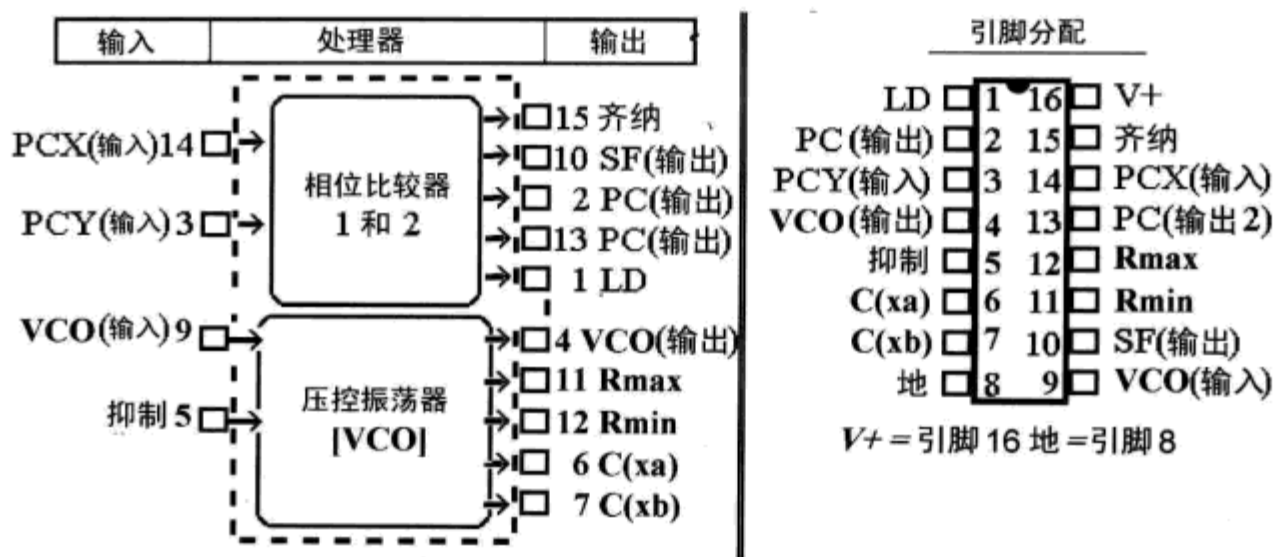 输入 处理器 输出
PCX(输入)14
PCY(输入)3
VCO(输入)9
抑制 5
相位比较器
1 和 2
压控振荡器
[VCO]
15 齐纳
10 SF(输出)
2 PC(输出)
13 PC(输出)
1 LD
4 VCO(输出)
11 Rmax
12 Rmin
6 C(xa)
7 C(xb)
引脚分配
LD 1 16 V+
PC(输出) 2 15 齐纳
PCY(输入) 3 14 PCX(输入)
VCO(输出) 4 13 PC(输出2)
抑制 5 12 Rmax
C(xa) 6 11 Rmin
C(xb) 7 10 SF(输出)
地 8 9 VCO(输入)
V+=引脚16 地=引脚8